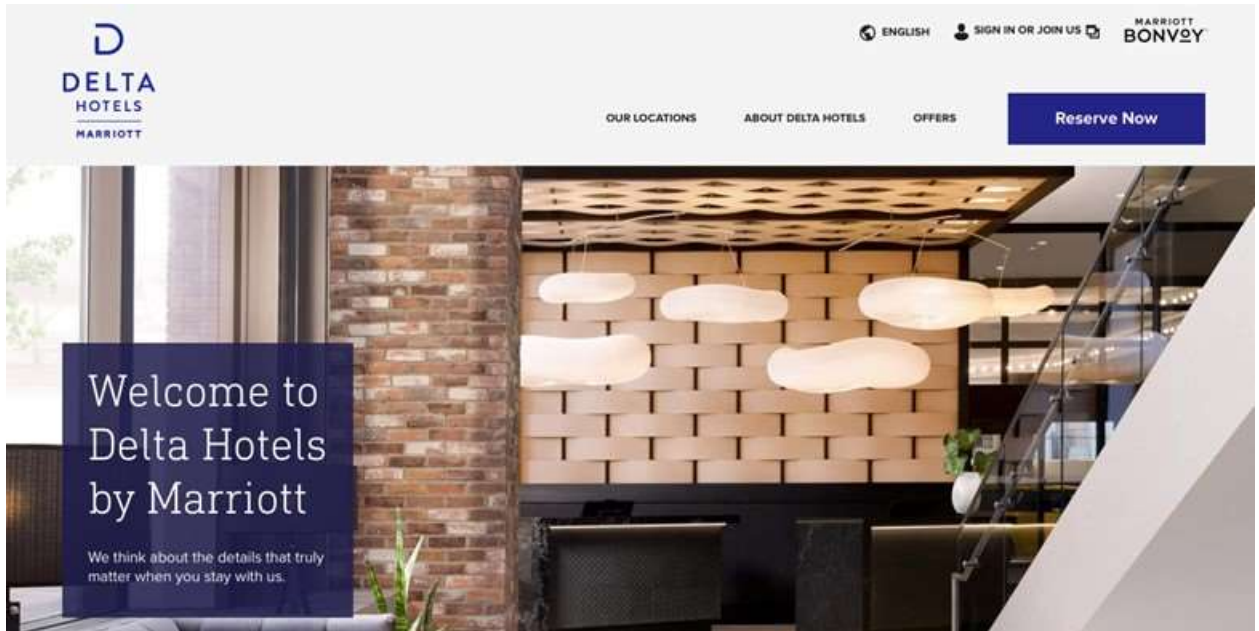 DELTA
HOTELS
MARRIOTT
ENGLISH
SIGN IN OR JOIN US
MARRIOTT
BONVOY
OUR LOCATIONS
ABOUT DELTA HOTELS
OFFERS
Reserve Now
Welcome to
Delta Hotels
by Marriott
We think about the details that truly
matter when you stay with us.